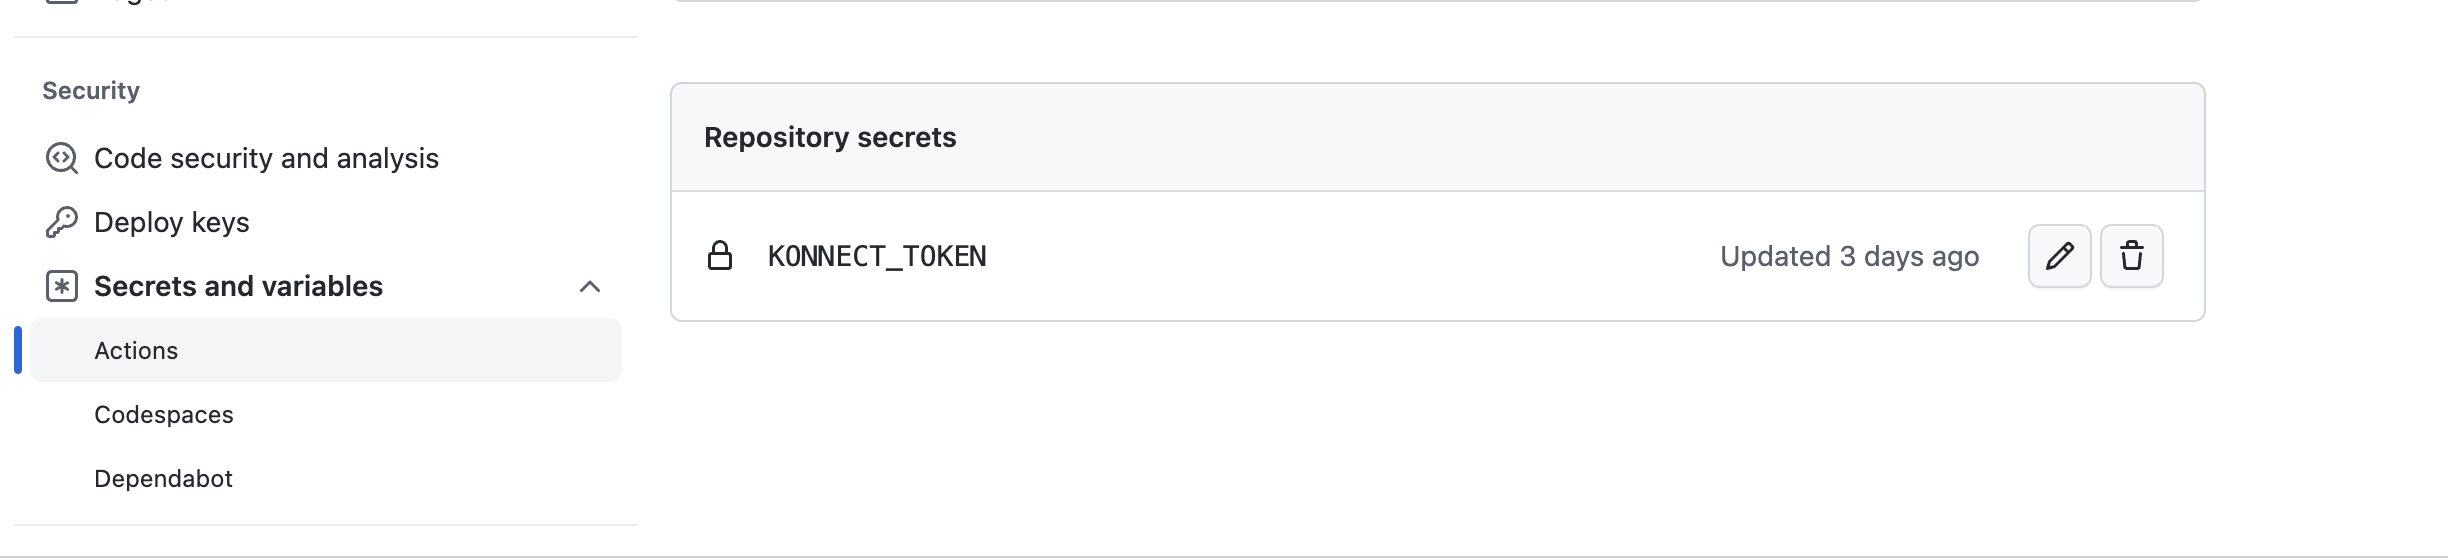 Security
Code security and analysis
Deploy keys
Secrets and variables
Actions
Codespaces
Dependabot
Repository secrets
KONNECT_TOKEN
Updated 3 days ago